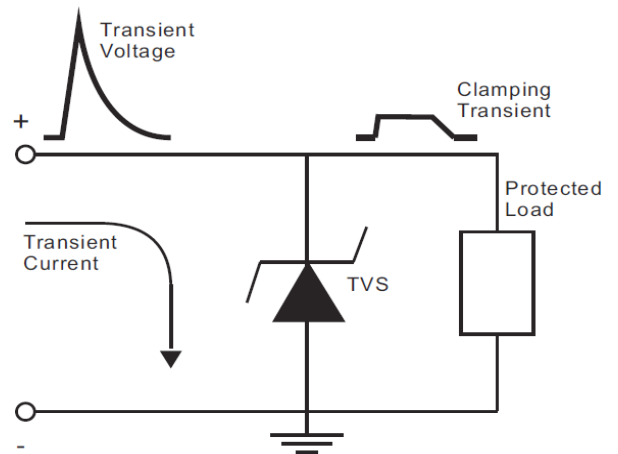 Transient
Voltage
Clamping
Transient
+
Protected
Load
Transient
Current
TVS
-